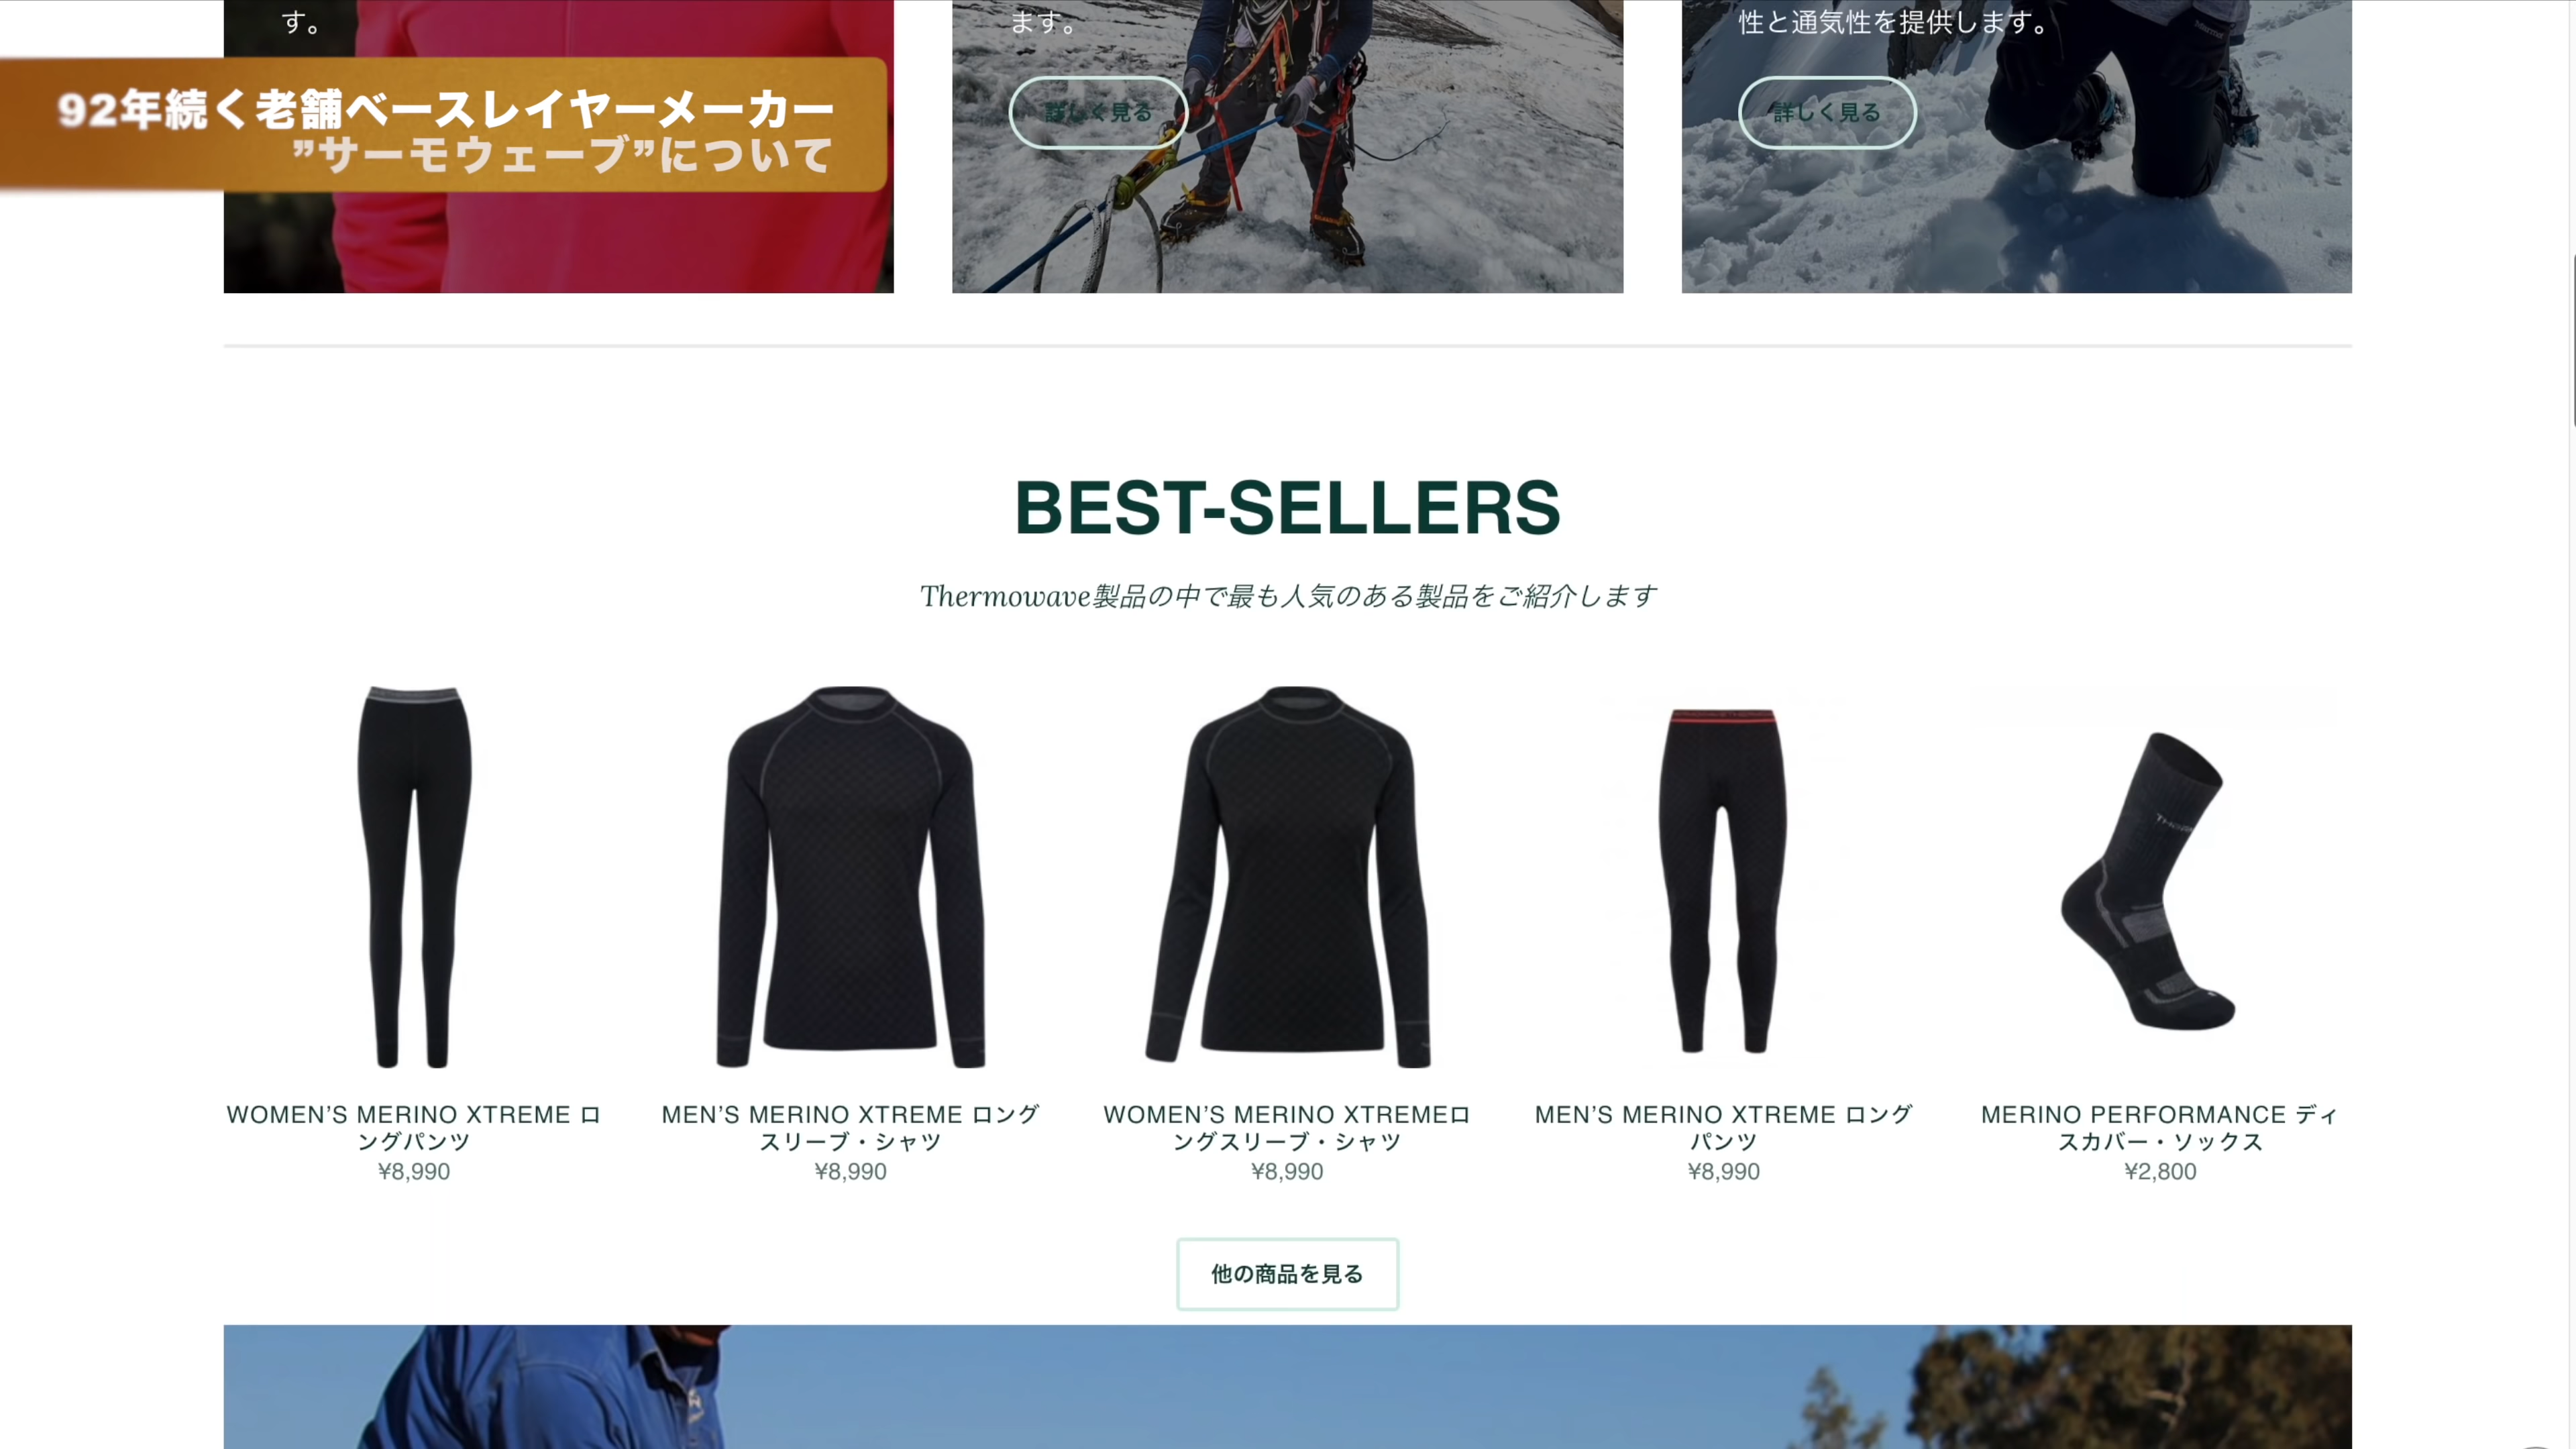 す。
ます。
性と通気性を提供します。
92年続く老舗ベースレイヤーメーカー
”サーモウェーブ”について
詳しく見る
詳しく見る
BEST-SELLERS
Thermowave製品の中で最も人気のある製品をご紹介します
WOMEN’S MERINO XTREME ロ
ングパンツ
¥8,990
MEN’S MERINO XTREME ロング
スリーブ・シャツ
¥8,990
WOMEN’S MERINO XTREMEロ
ングスリーブ・シャツ
¥8,990
MEN’S MERINO XTREME ロング
パンツ
¥8,990
MERINO PERFORMANCE ディ
スカバー・ソックス
¥2,800
他の商品を見る